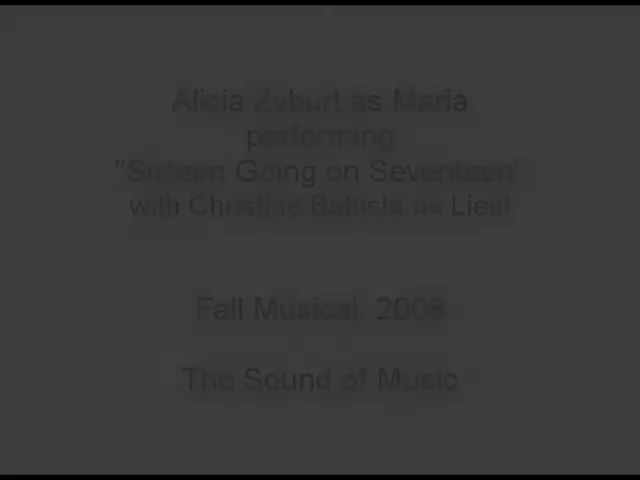 Alicia Zyburt as Maria
performing
"Sixteen Going on Seventeen"
with Christine Battista as Liesl
Fall Musical, 2008
The Sound of Music